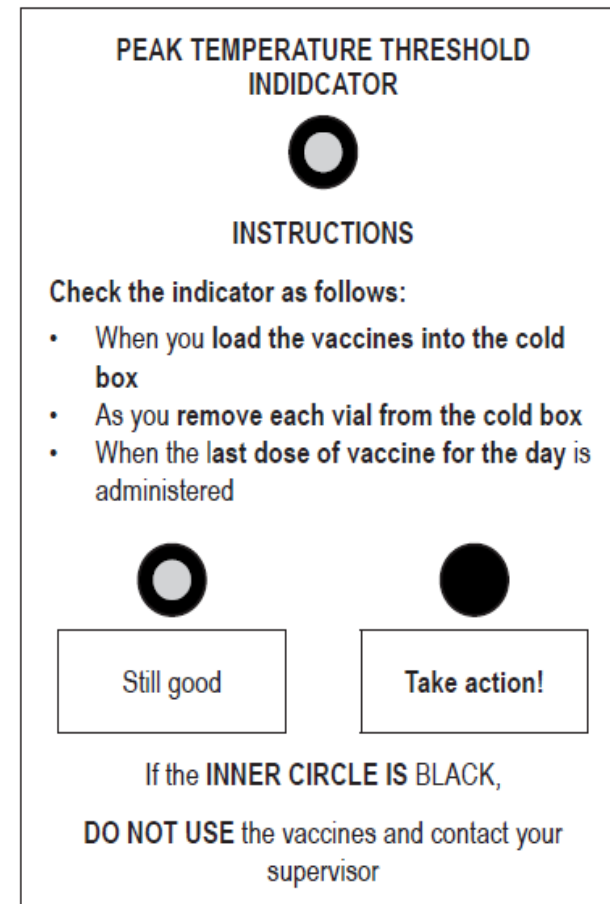 PEAK TEMPERATURE THRESHOLD
INDIDCATOR
INSTRUCTIONS
Check the indicator as follows:
• When you load the vaccines into the cold
box
• As you remove each vial from the cold box
• When the last dose of vaccine for the day is
administered
Still good
Take action!
If the INNER CIRCLE IS BLACK,
DO NOT USE the vaccines and contact your
supervisor